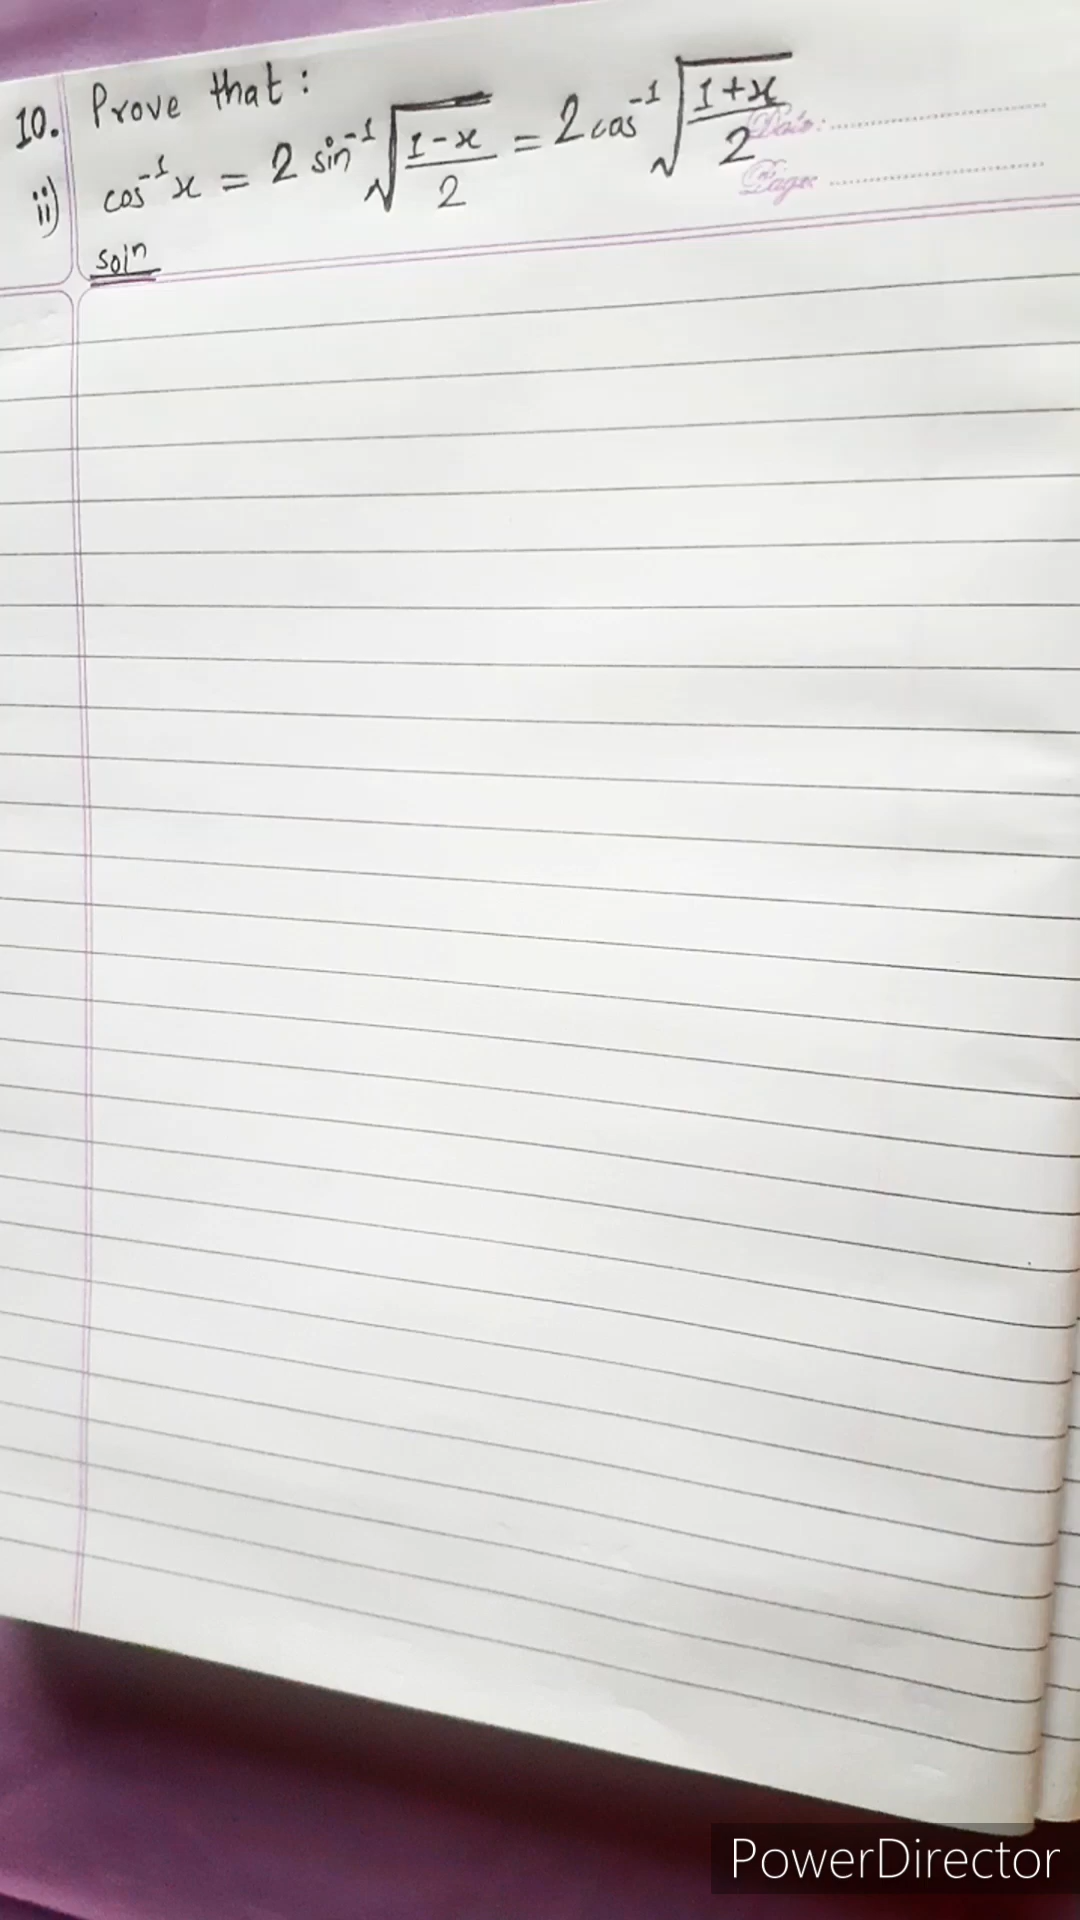 10. Prove that:
ii) cos⁻¹x = 2 sin⁻¹√((1-x)/2) = 2 cos⁻¹√((1+x)/2)
Date:
Page:
solⁿ
PowerDirector